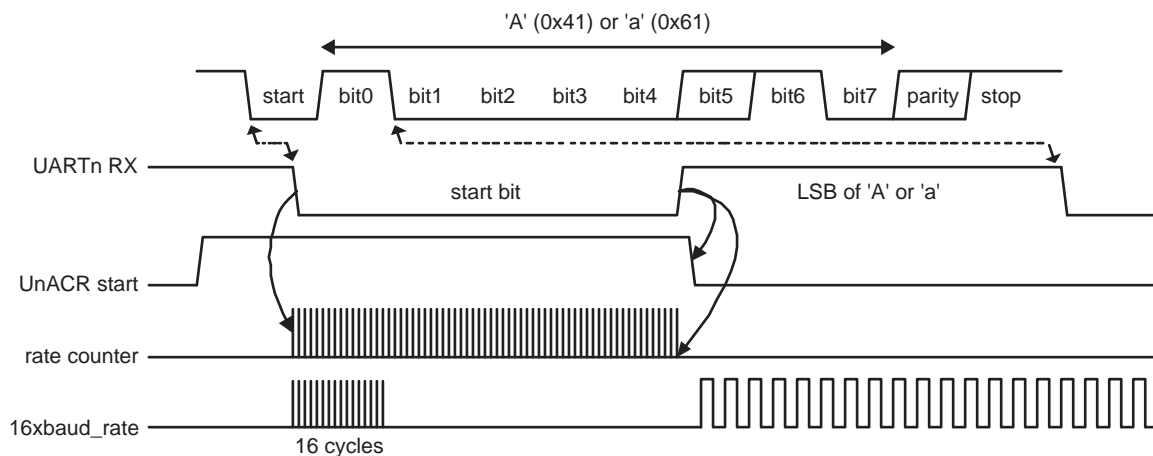 'A' (0x41) or 'a' (0x61)
start bit0 bit1 bit2 bit3 bit4 bit5 bit6 bit7 parity stop
UARTn RX
start bit
LSB of 'A' or 'a'
UnACR start
rate counter
16xbaud_rate
16 cycles